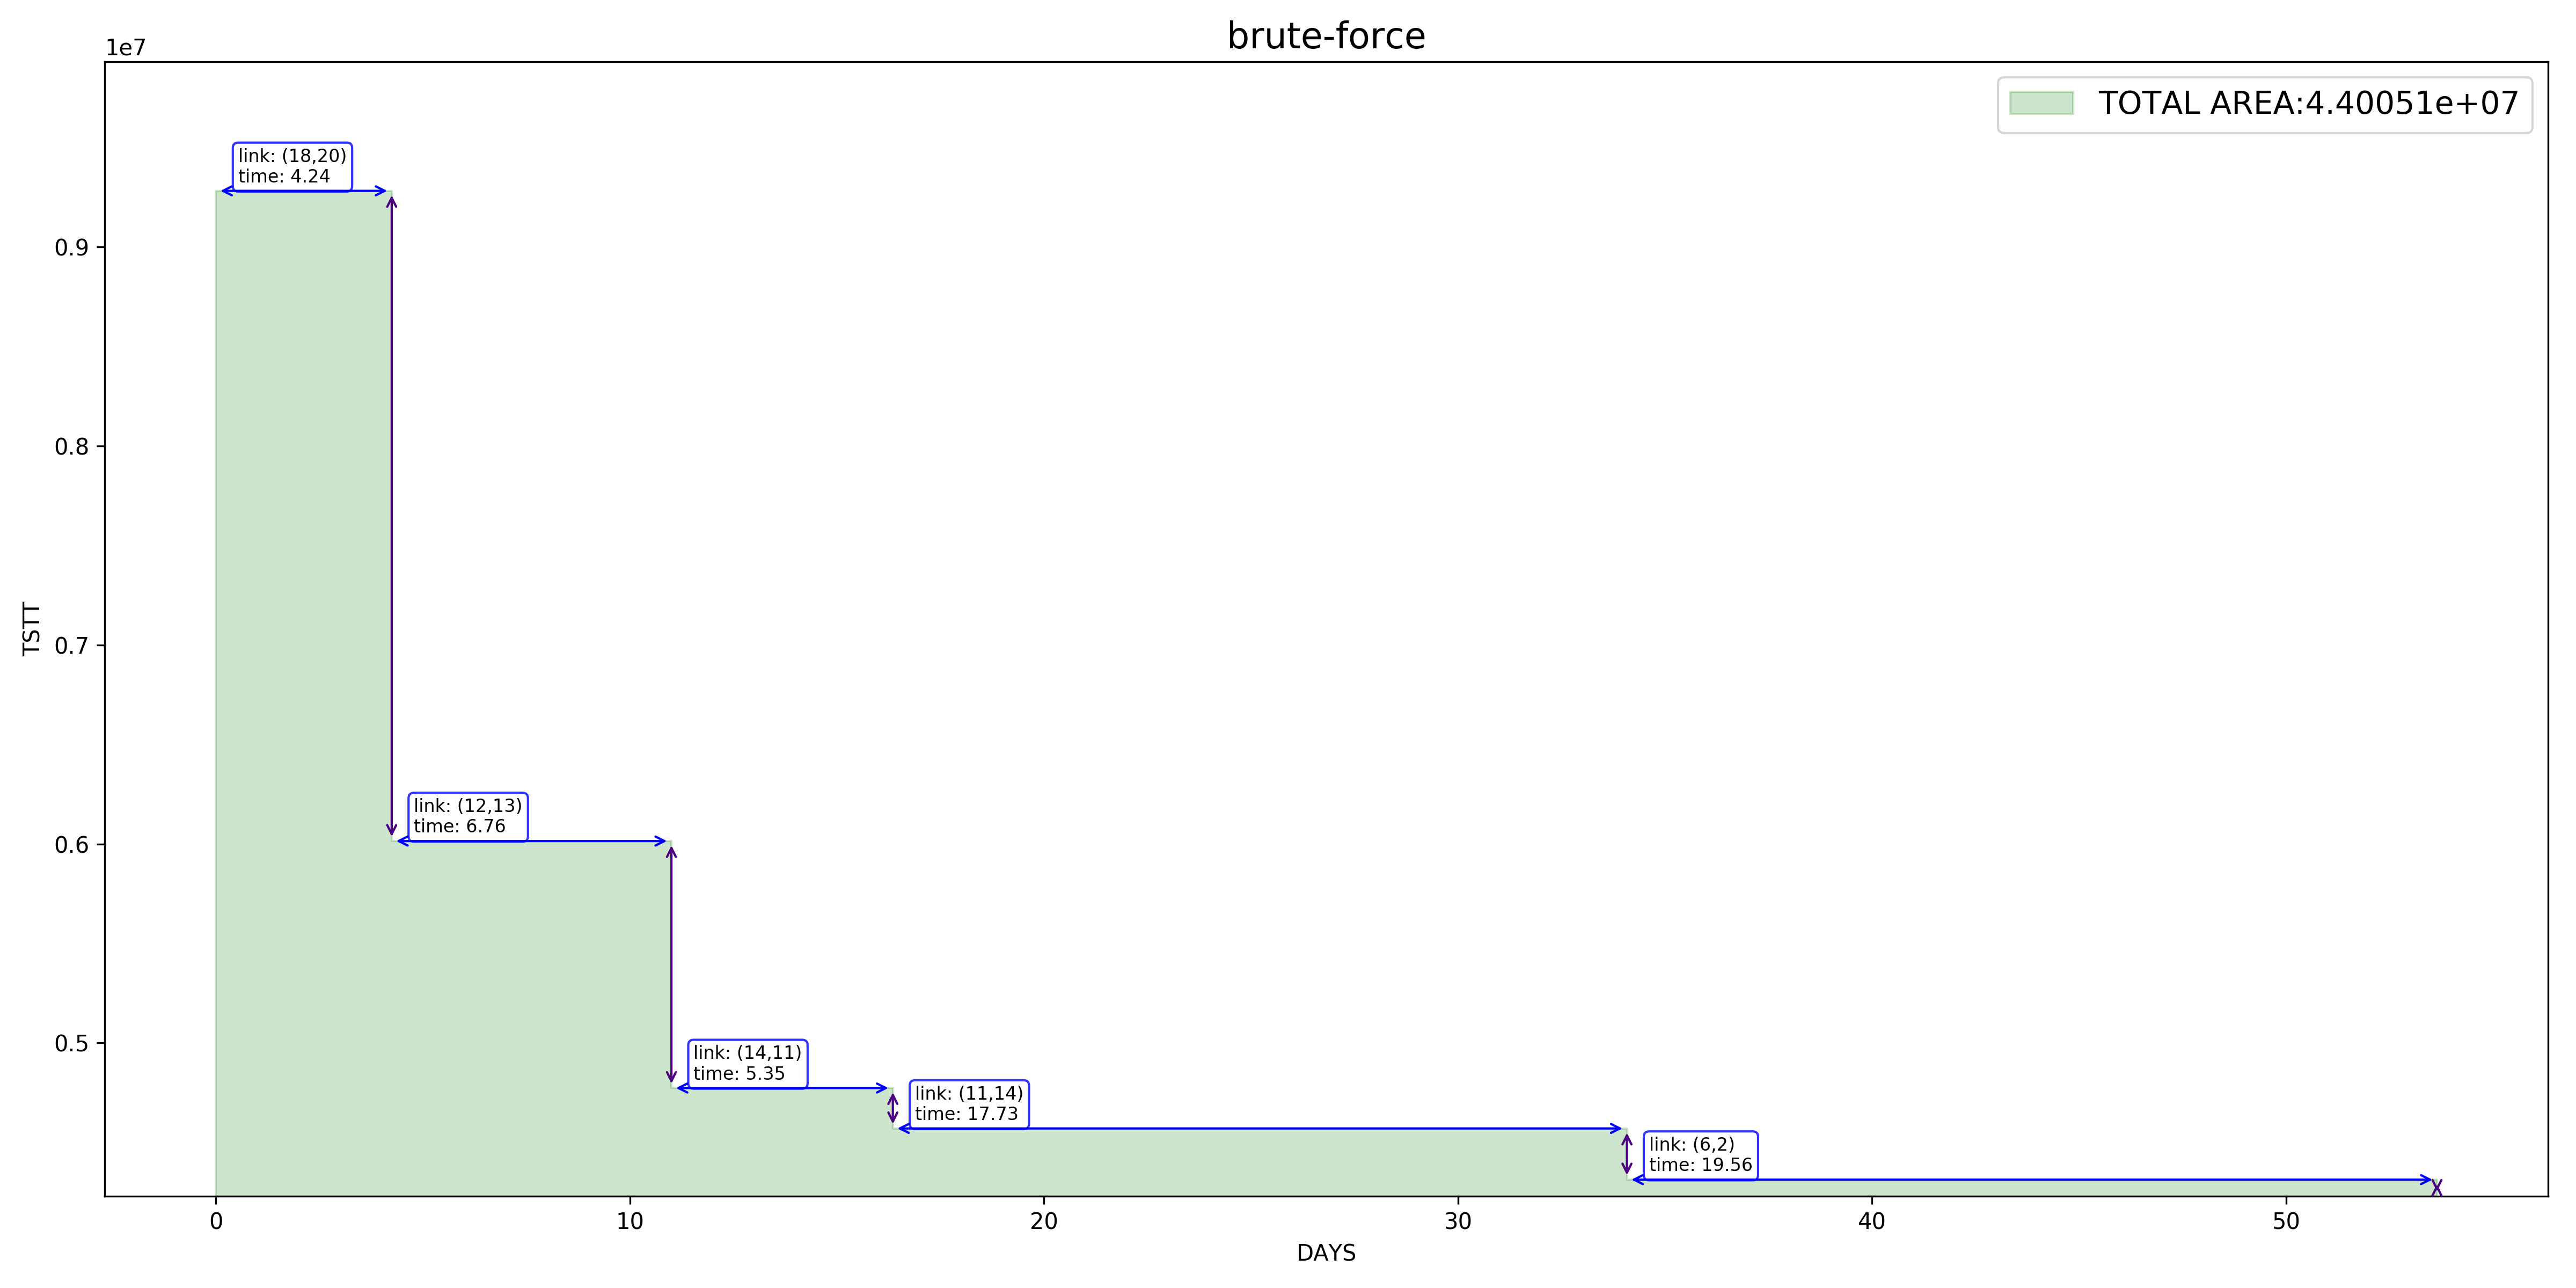 brute-force
1e7
TOTAL AREA:4.40051e+07
link: (18,20)
time: 4.24
0.9
0.8
0.7
TSTT
link: (12,13)
time: 6.76
0.6
link: (14,11)
time: 5.35
0.5
link: (11,14)
time: 17.73
link: (6,2)
time: 19.56
0 10 20 30 40 50
DAYS